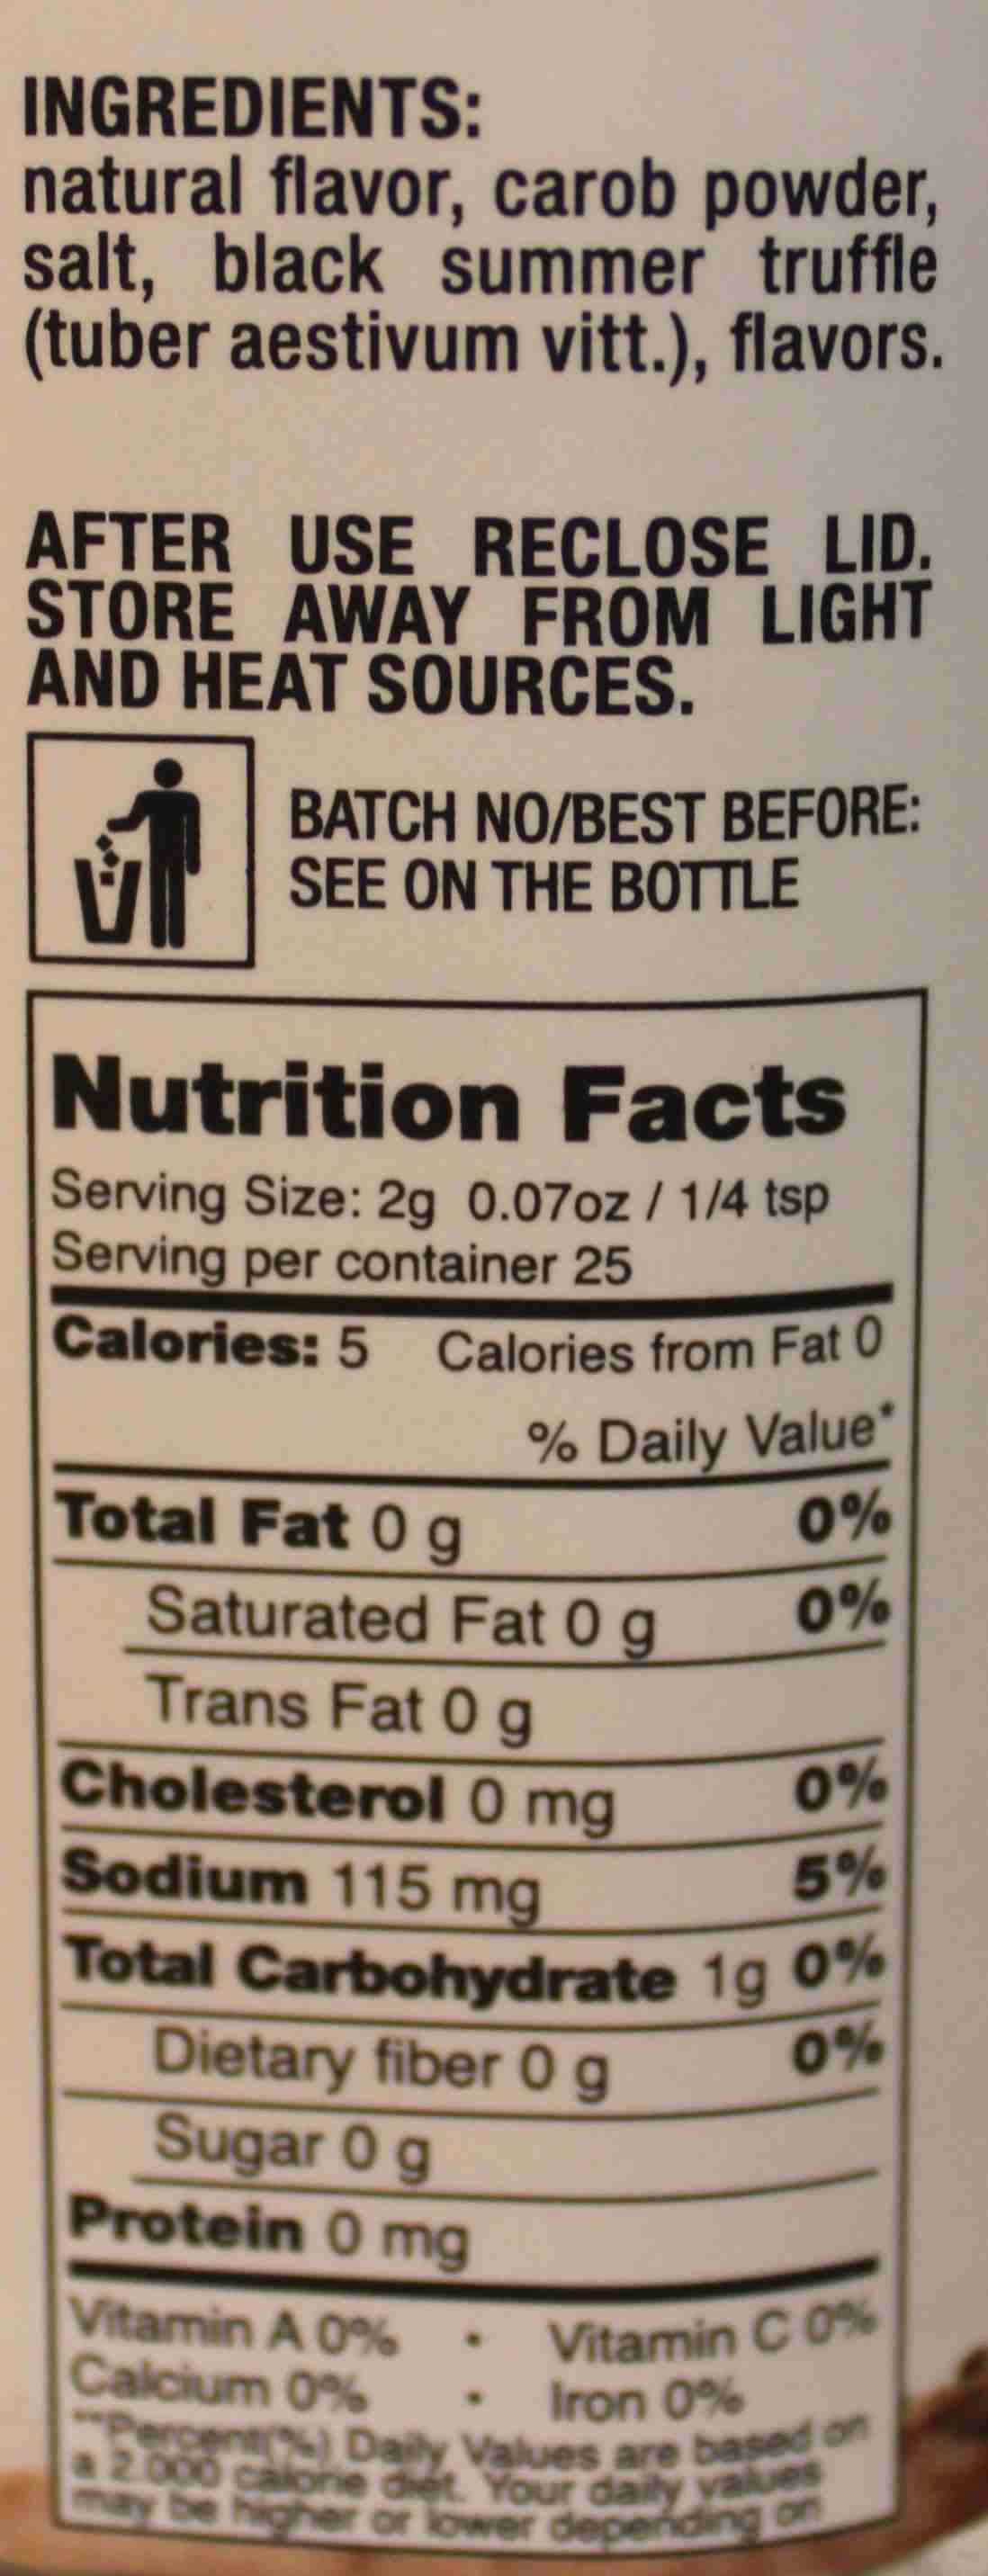 INGREDIENTS:
natural flavor, carob powder,
salt, black summer truffle
(tuber aestivum vitt.), flavors.
AFTER USE RECLOSE LID.
STORE AWAY FROM LIGHT
AND HEAT SOURCES.
BATCH NO/BEST BEFORE:
SEE ON THE BOTTLE
Nutrition Facts
Serving Size: 2g 0.07oz / 1/4 tsp
Serving per container 25
Calories: 5 Calories from Fat 0
% Daily Value*
Total Fat 0 g 0%
Saturated Fat 0 g 0%
Trans Fat 0 g
Cholesterol 0 mg 0%
Sodium 115 mg 5%
Total Carbohydrate 1g 0%
Dietary fiber 0 g 0%
Sugar 0 g
Protein 0 mg
Vitamin A 0% • Vitamin C 0%
Calcium 0% • Iron 0%
**Percent(%) Daily Values are based on
a 2.000 calorie diet. Your daily values
may be higher or lower depending on